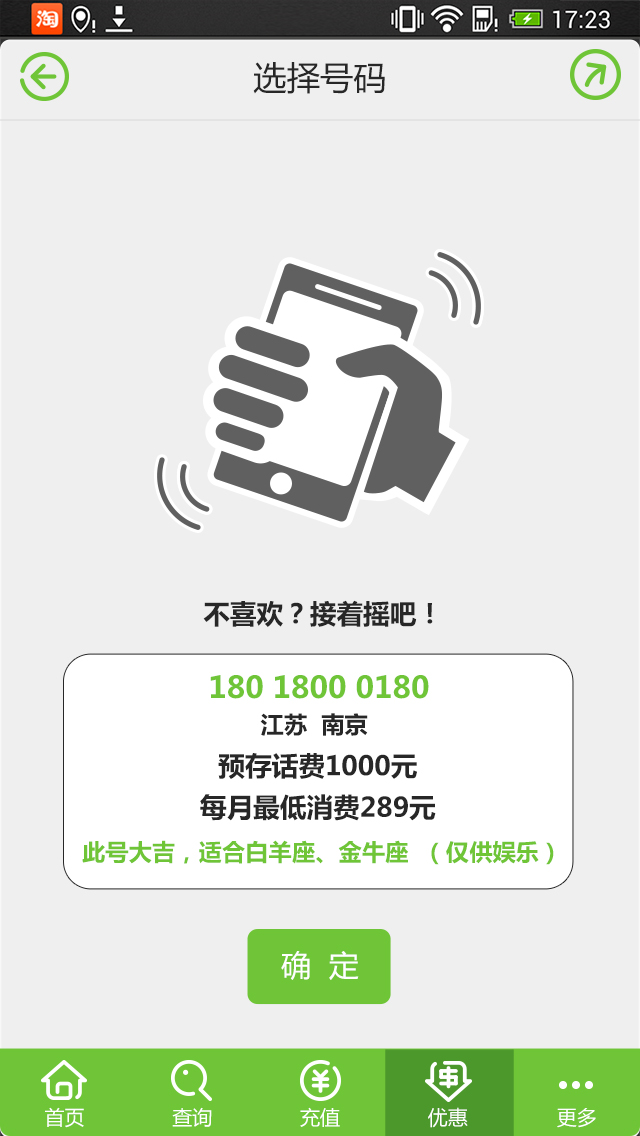 淘
17:23
选择号码
不喜欢？接着摇吧！
180 1800 0180
江苏 南京
预存话费1000元
每月最低消费289元
此号大吉，适合白羊座、金牛座 （仅供娱乐）
确 定
首页 查询 充值 优惠 更多